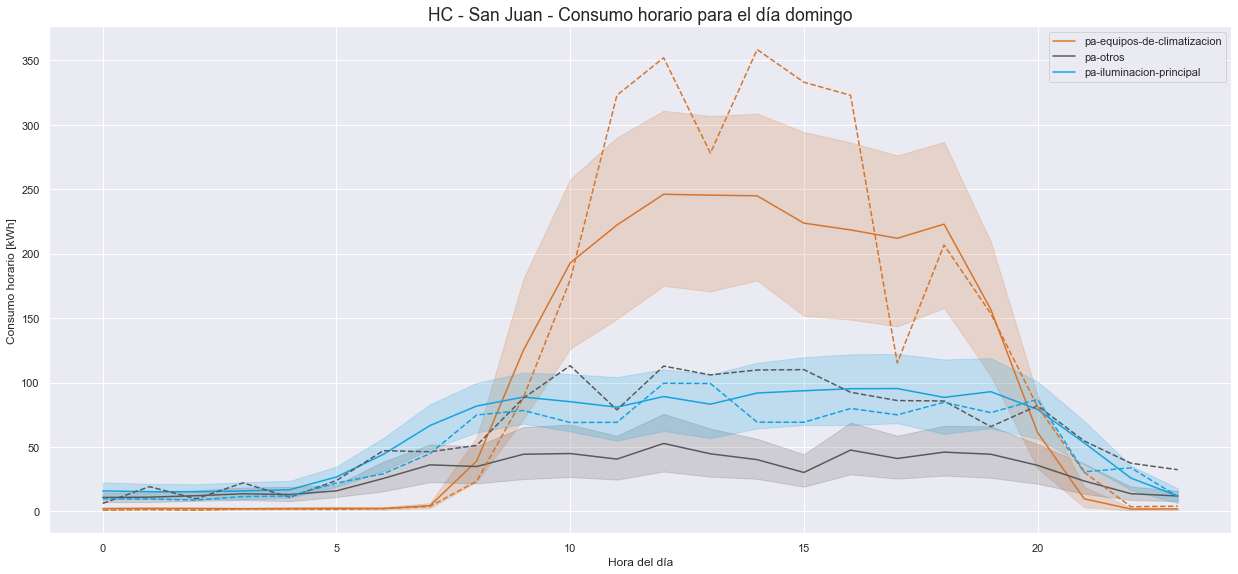 HC - San Juan - Consumo horario para el día domingo
pa-equipos-de-climatizacion
pa-otros
pa-iluminacion-principal
Consumo horario [kWh]
350
300
250
200
150
100
50
0
0 5 10 15 20
Hora del día